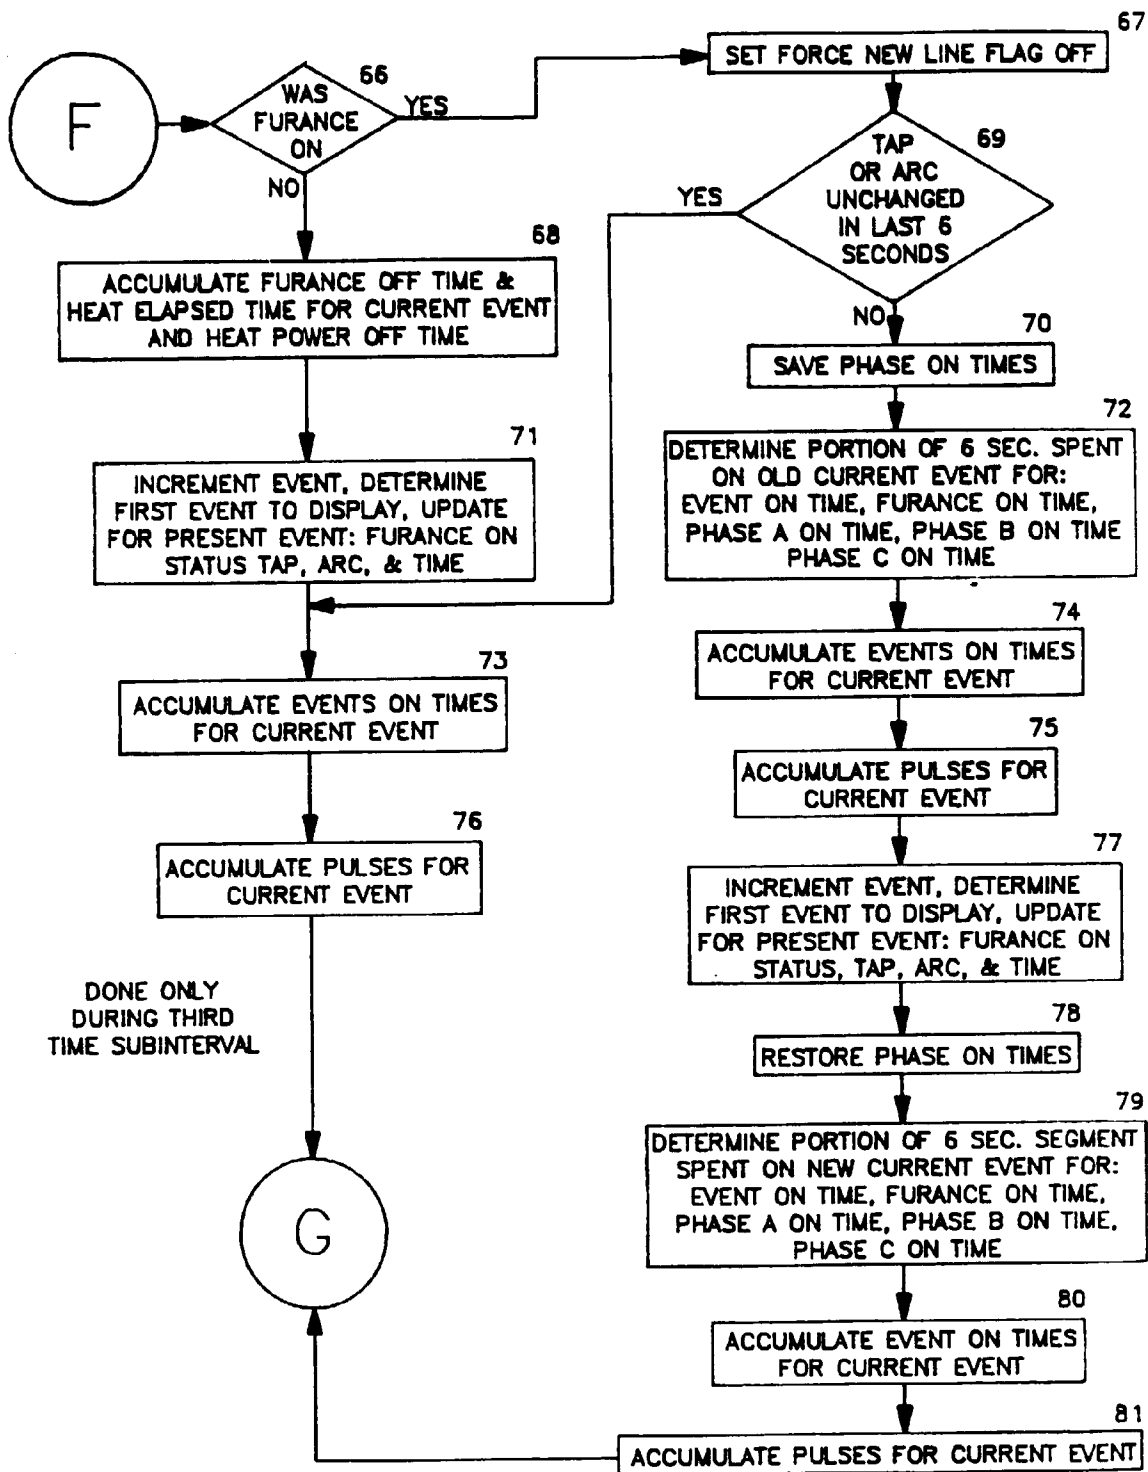 F
66
WAS
FURANCE
ON
YES
NO
67
SET FORCE NEW LINE FLAG OFF
69
TAP
OR ARC
UNCHANGED
IN LAST 6
SECONDS
YES
NO
68
ACCUMULATE FURANCE OFF TIME &
HEAT ELAPSED TIME FOR CURRENT EVENT
AND HEAT POWER OFF TIME
70
SAVE PHASE ON TIMES
71
INCREMENT EVENT, DETERMINE
FIRST EVENT TO DISPLAY, UPDATE
FOR PRESENT EVENT: FURANCE ON
STATUS TAP, ARC, & TIME
72
DETERMINE PORTION OF 6 SEC. SPENT
ON OLD CURRENT EVENT FOR:
EVENT ON TIME, FURANCE ON TIME,
PHASE A ON TIME, PHASE B ON TIME
PHASE C ON TIME
73
ACCUMULATE EVENTS ON TIMES
FOR CURRENT EVENT
74
ACCUMULATE EVENTS ON TIMES
FOR CURRENT EVENT
75
ACCUMULATE PULSES FOR
CURRENT EVENT
76
ACCUMULATE PULSES FOR
CURRENT EVENT
77
INCREMENT EVENT, DETERMINE
FIRST EVENT TO DISPLAY, UPDATE
FOR PRESENT EVENT: FURANCE ON
STATUS, TAP, ARC, & TIME
DONE ONLY
DURING THIRD
TIME SUBINTERVAL
78
RESTORE PHASE ON TIMES
79
DETERMINE PORTION OF 6 SEC. SEGMENT
SPENT ON NEW CURRENT EVENT FOR:
EVENT ON TIME, FURANCE ON TIME,
PHASE A ON TIME, PHASE B ON TIME,
PHASE C ON TIME
G
80
ACCUMULATE EVENT ON TIMES
FOR CURRENT EVENT
81
ACCUMULATE PULSES FOR CURRENT EVENT